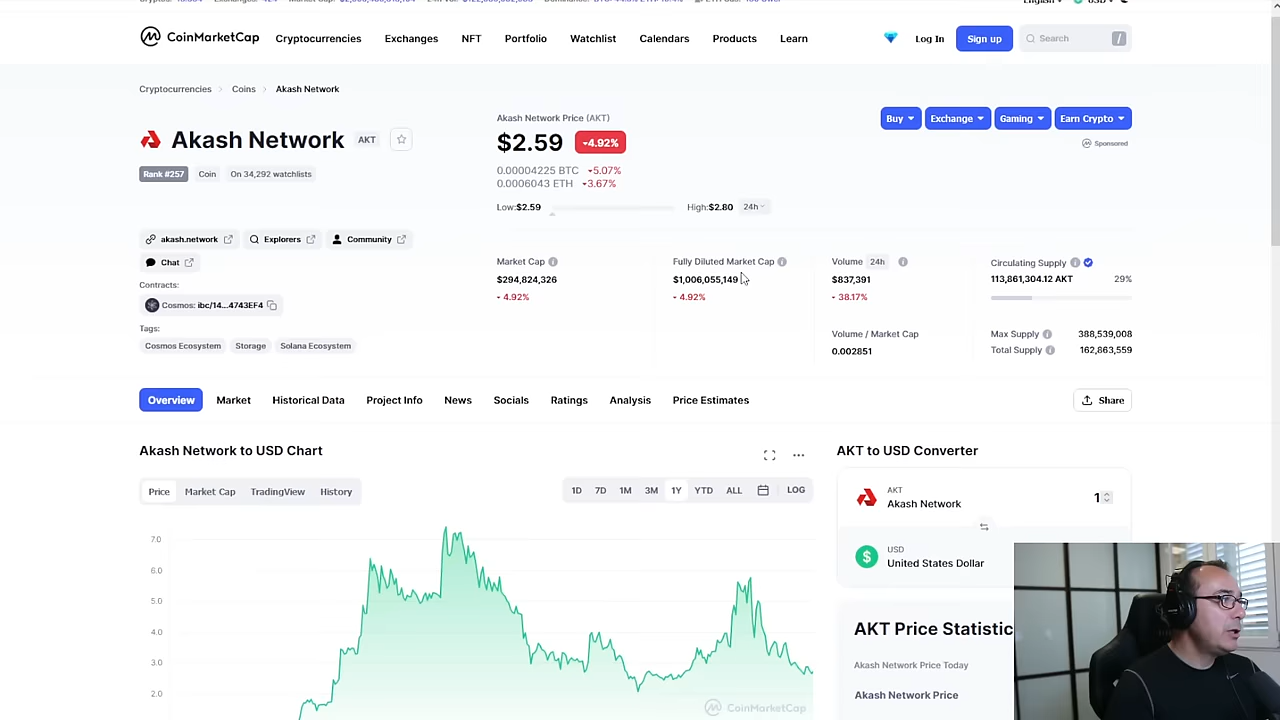 English
USD
CoinMarketCap
Cryptocurrencies
Exchanges
NFT
Portfolio
Watchlist
Calendars
Products
Learn
Log In
Sign up
Search
/
Cryptocurrencies > Coins > Akash Network
Akash Network
AKT
Rank #257
Coin
On 34,292 watchlists
akash.network
Explorers
Community
Chat
Contracts:
Cosmos: ibc/14...4743EF4
Tags:
Cosmos Ecosystem
Storage
Solana Ecosystem
Akash Network Price (AKT)
$2.59
4.92%
0.00004225 BTC 5.07%
0.0006043 ETH 3.67%
Low:$2.59
High:$2.80
24h
Buy
Exchange
Gaming
Earn Crypto
Sponsored
Market Cap
$294,824,326
4.92%
Fully Diluted Market Cap
$1,006,055,149
4.92%
Volume 24h
$837,391
38.17%
Volume / Market Cap
0.002851
Circulating Supply
113,861,304.12 AKT
29%
Max Supply
388,539,008
Total Supply
162,863,559
Overview
Market
Historical Data
Project Info
News
Socials
Ratings
Analysis
Price Estimates
Share
Akash Network to USD Chart
Price
Market Cap
TradingView
History
1D
7D
1M
3M
1Y
YTD
ALL
LOG
7.0
6.0
5.0
4.0
3.0
2.0
CoinMarketCap
AKT to USD Converter
AKT
Akash Network
1
USD
United States Dollar
AKT Price Statistic
Akash Network Price Today
Akash Network Price